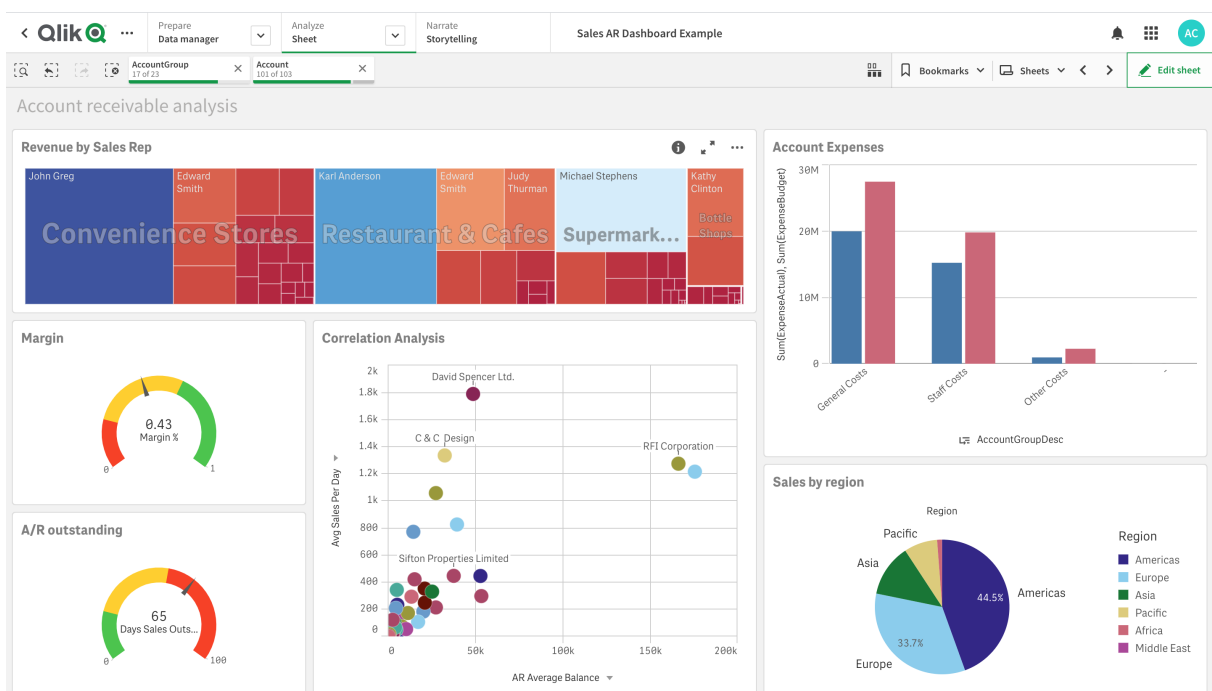 Qlik
Prepare
Data manager
Analyze
Sheet
Narrate
Storytelling
Sales AR Dashboard Example
AC
AccountGroup
17 of 23
Account
101 of 103
Bookmarks
Sheets
Edit sheet
Account receivable analysis
Revenue by Sales Rep
John Greg
Edward
Smith
Karl Anderson
Edward
Smith
Judy
Thurman
Michael Stephens
Kathy
Clinton
Convenience Stores
Restaurant & Cafes
Supermark...
Bottle
Shops
Account Expenses
Sum(ExpenseActual), Sum(ExpenseBudget)
30M
20M
10M
0
General Costs
Staff Costs
Other Costs
-
AccountGroupDesc
Margin
0.43
Margin %
0
1
A/R outstanding
65
Days Sales Outs...
0
100
Correlation Analysis
Avg Sales Per Day
2k
1.8k
1.6k
1.4k
1.2k
1k
800
600
400
200
0
David Spencer Ltd.
C & C Design
RFI Corporation
Sifton Properties Limited
0
50k
100k
150k
200k
AR Average Balance
Sales by region
Region
Pacific
Asia
Americas
Europe
44.5%
33.7%
Region
Americas
Europe
Asia
Pacific
Africa
Middle East